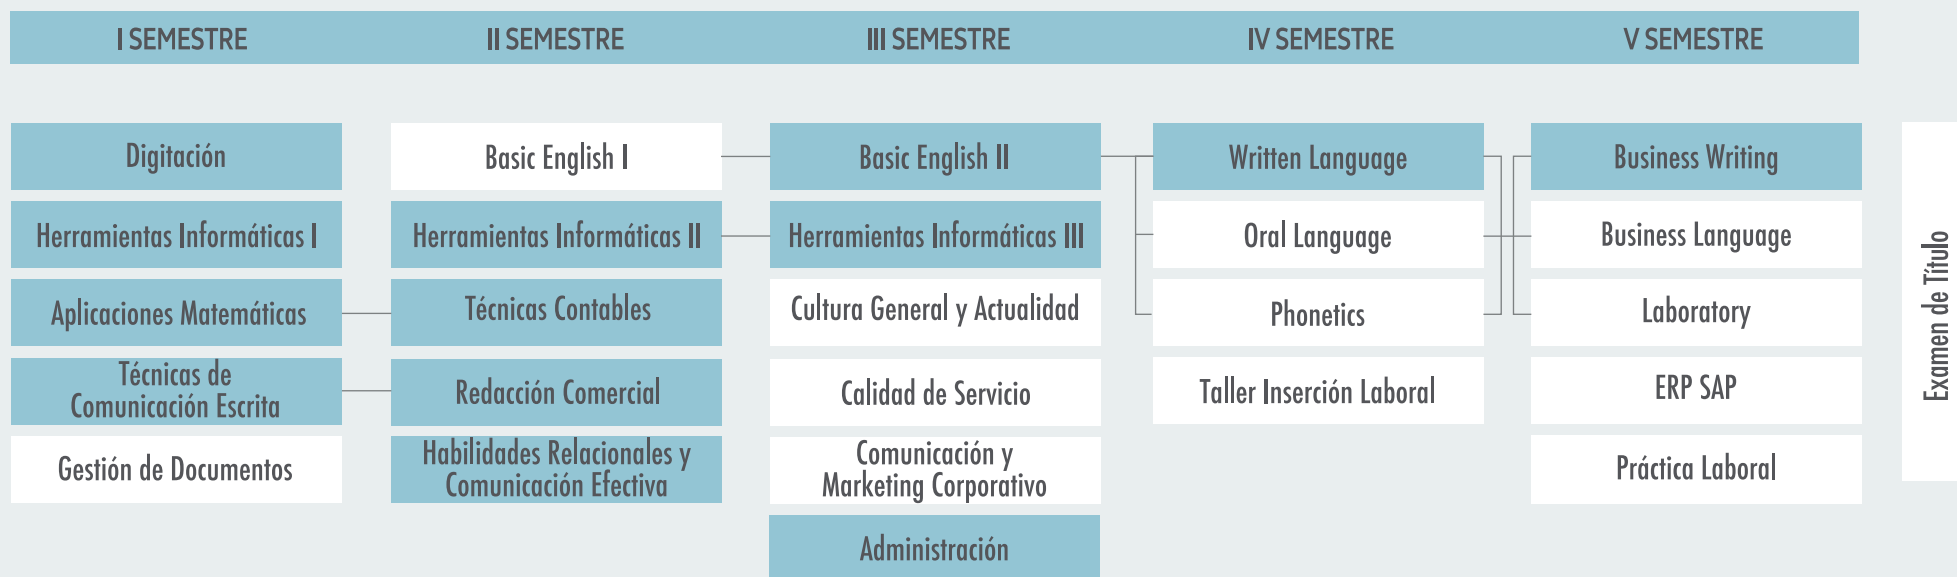 I SEMESTRE
II SEMESTRE
III SEMESTRE
IV SEMESTRE
V SEMESTRE
Digitación
Basic English I
Basic English II
Written Language
Business Writing
Herramientas Informáticas I
Herramientas Informáticas II
Herramientas Informáticas III
Oral Language
Business Language
Aplicaciones Matemáticas
Técnicas Contables
Cultura General y Actualidad
Phonetics
Laboratory
Técnicas de
Comunicación Escrita
Redacción Comercial
Calidad de Servicio
Taller Inserción Laboral
ERP SAP
Gestión de Documentos
Habilidades Relacionales y
Comunicación Efectiva
Comunicación y
Marketing Corporativo
Práctica Laboral
Administración
Examen de Título